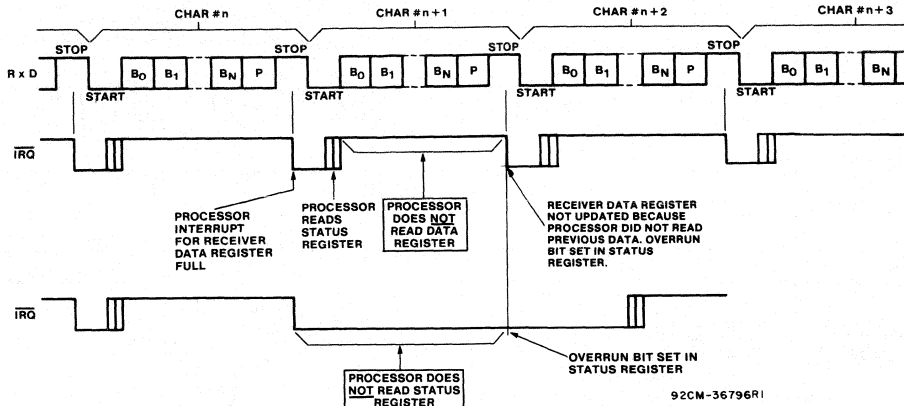 CHAR #n
CHAR #n+1
CHAR #n+2
CHAR #n+3
STOP
STOP
STOP
STOP
R x D
B0 B1 BN P
B0 B1 BN P
B0 B1 BN P
B0 B1 BN
START
START
START
START
IRQ
PROCESSOR
INTERRUPT
FOR RECEIVER
DATA REGISTER
FULL
PROCESSOR
READS
STATUS
REGISTER
PROCESSOR
DOES NOT
READ DATA
REGISTER
RECEIVER DATA REGISTER
NOT UPDATED BECAUSE
PROCESSOR DID NOT READ
PREVIOUS DATA. OVERRUN
BIT SET IN STATUS
REGISTER.
IRQ
PROCESSOR DOES
NOT READ STATUS
REGISTER
OVERRUN BIT SET IN
STATUS REGISTER
92CM-36796R1